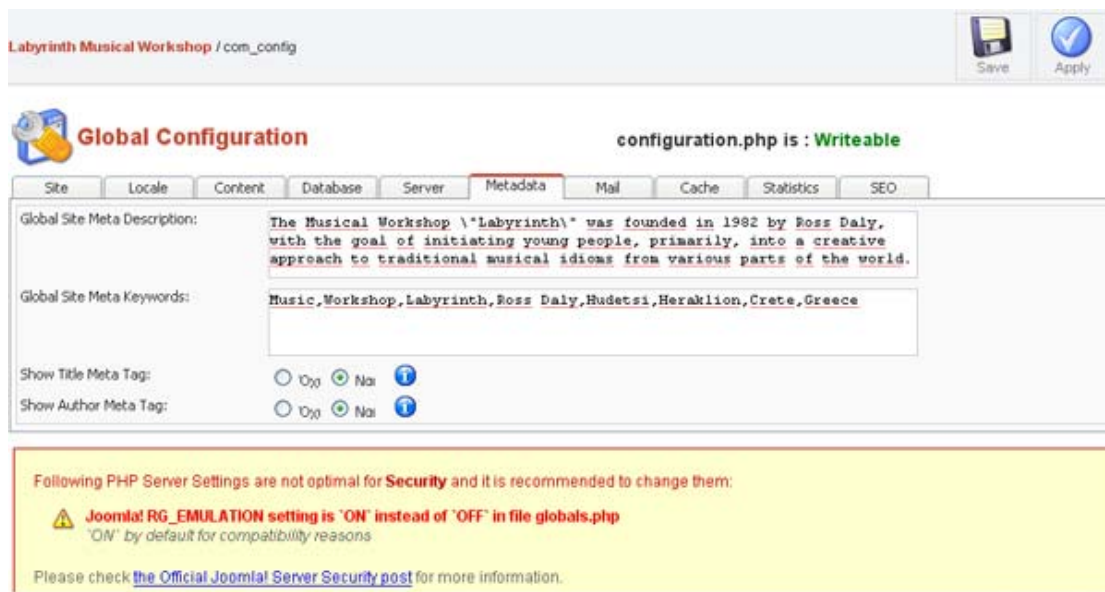 Labyrinth Musical Workshop / com_config
Save
Apply
Global Configuration
configuration.php is : Writeable
Site
Locale
Content
Database
Server
Metadata
Mail
Cache
Statistics
SEO
Global Site Meta Description:
The Musical Workshop \"Labyrinth\" was founded in 1982 by Ross Daly,
with the goal of initiating young people, primarily, into a creative
approach to traditional musical idioms from various parts of the world.
Global Site Meta Keywords:
Music,Workshop,Labyrinth,Ross Daly,Hudetsi,Heraklion,Crete,Greece
Show Title Meta Tag:
Όχι Ναι
Show Author Meta Tag:
Όχι Ναι
Following PHP Server Settings are not optimal for Security and it is recommended to change them:
Joomla! RG_EMULATION setting is `ON` instead of `OFF` in file globals.php
`ON` by default for compatibility reasons
Please check the Official Joomla! Server Security post for more information.